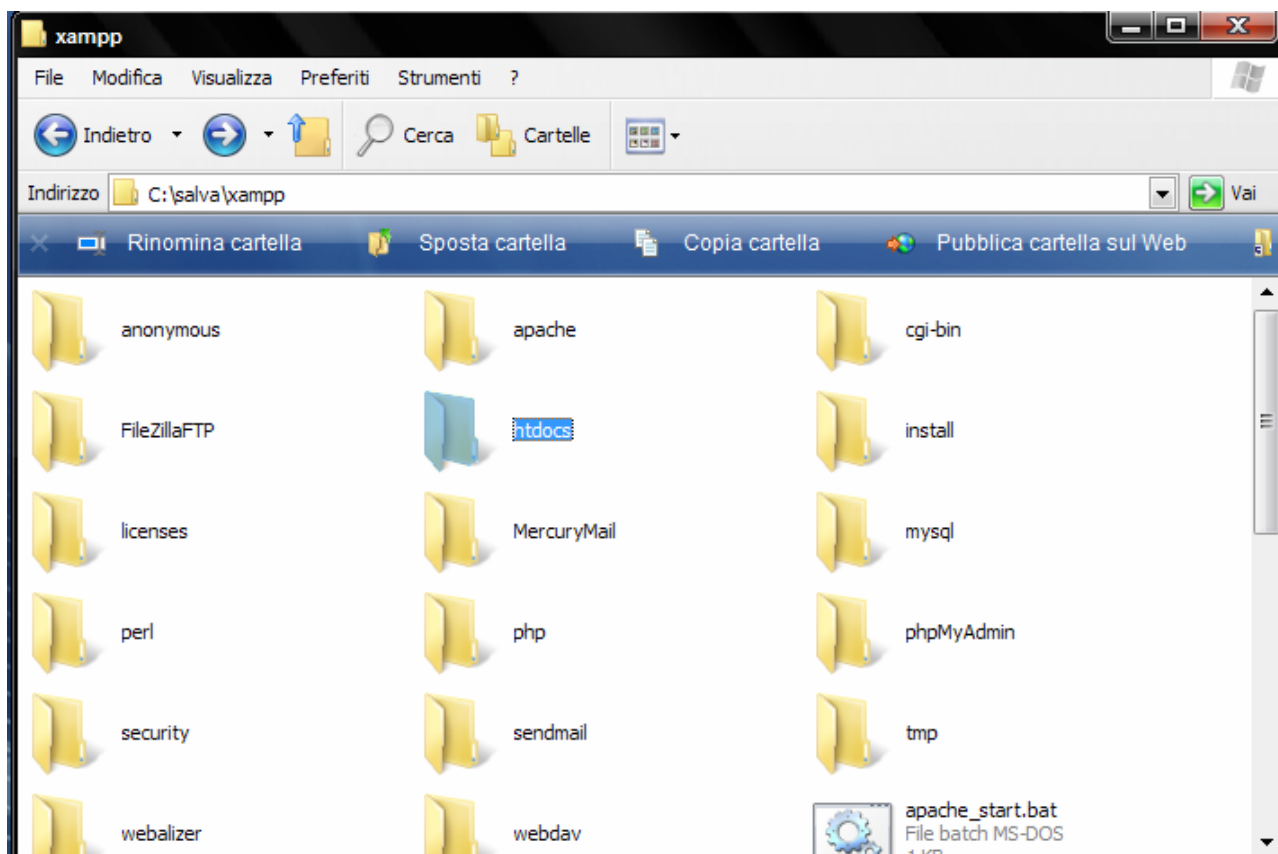 xampp
File Modifica Visualizza Preferiti Strumenti ?
Indietro Cerca Cartelle
Indirizzo C:\salva\xampp Vai
Rinomina cartella Sposta cartella Copia cartella Pubblica cartella sul Web
anonymous apache cgi-bin
FileZillaFTP htdocs install
licenses MercuryMail mysql
perl php phpMyAdmin
security sendmail tmp
webalizer webdav apache_start.bat
File batch MS-DOS
1 KB